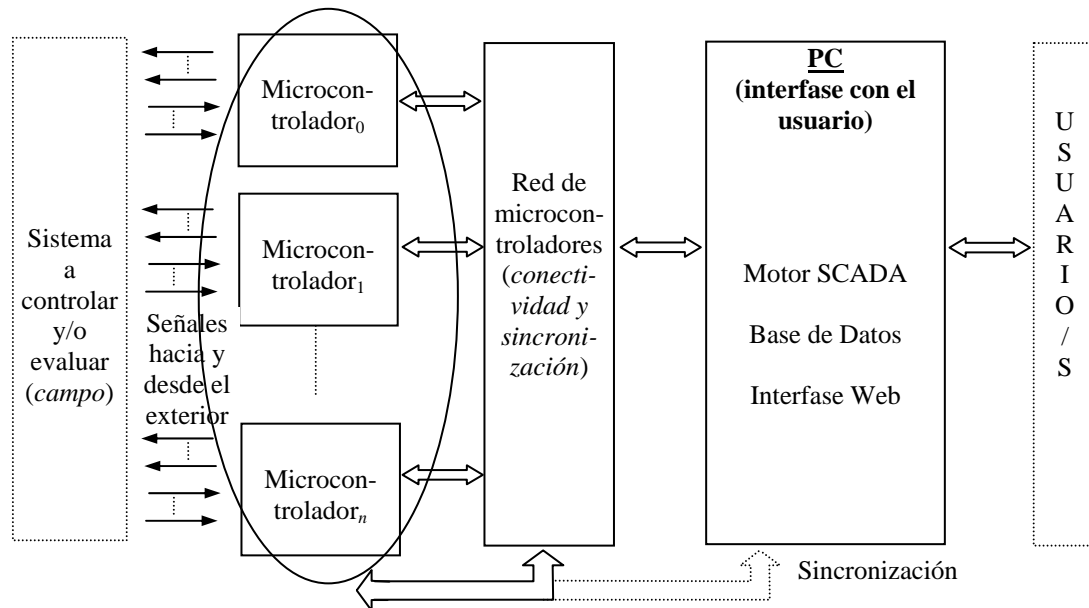 Sistema
a
controlar
y/o
evaluar
(campo)
Señales
hacia y
desde el
exterior
Microcon-
trolador0
Microcon-
trolador1
Microcon-
troladorn
Red de
microcon-
troladores
(conecti-
vidad y
sincroni-
zación)
PC
(interfase con el
usuario)
Motor SCADA
Base de Datos
Interfase Web
U
S
U
A
R
I
O
/
S
Sincronización